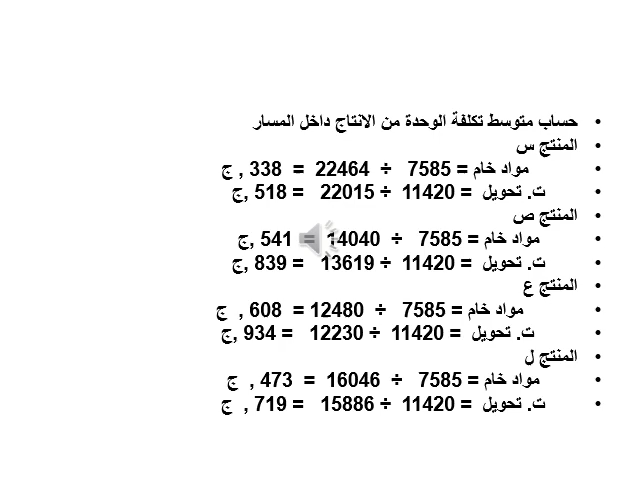 حساب متوسط تكلفة الوحدة من الانتاج داخل المسار
المنتج س
مواد خام = 7585 ÷ 22464 = 338 , ج
ت. تحويل = 11420 ÷ 22015 = 518 ,ج
المنتج ص
مواد خام = 7585 ÷ 14040 = 541 ,ج
ت. تحويل = 11420 ÷ 13619 = 839 ,ج
المنتج ع
مواد خام = 7585 ÷ 12480 = 608 , ج
ت. تحويل = 11420 ÷ 12230 = 934 ,ج
المنتج ل
مواد خام = 7585 ÷ 16046 = 473 , ج
ت. تحويل = 11420 ÷ 15886 = 719 , ج